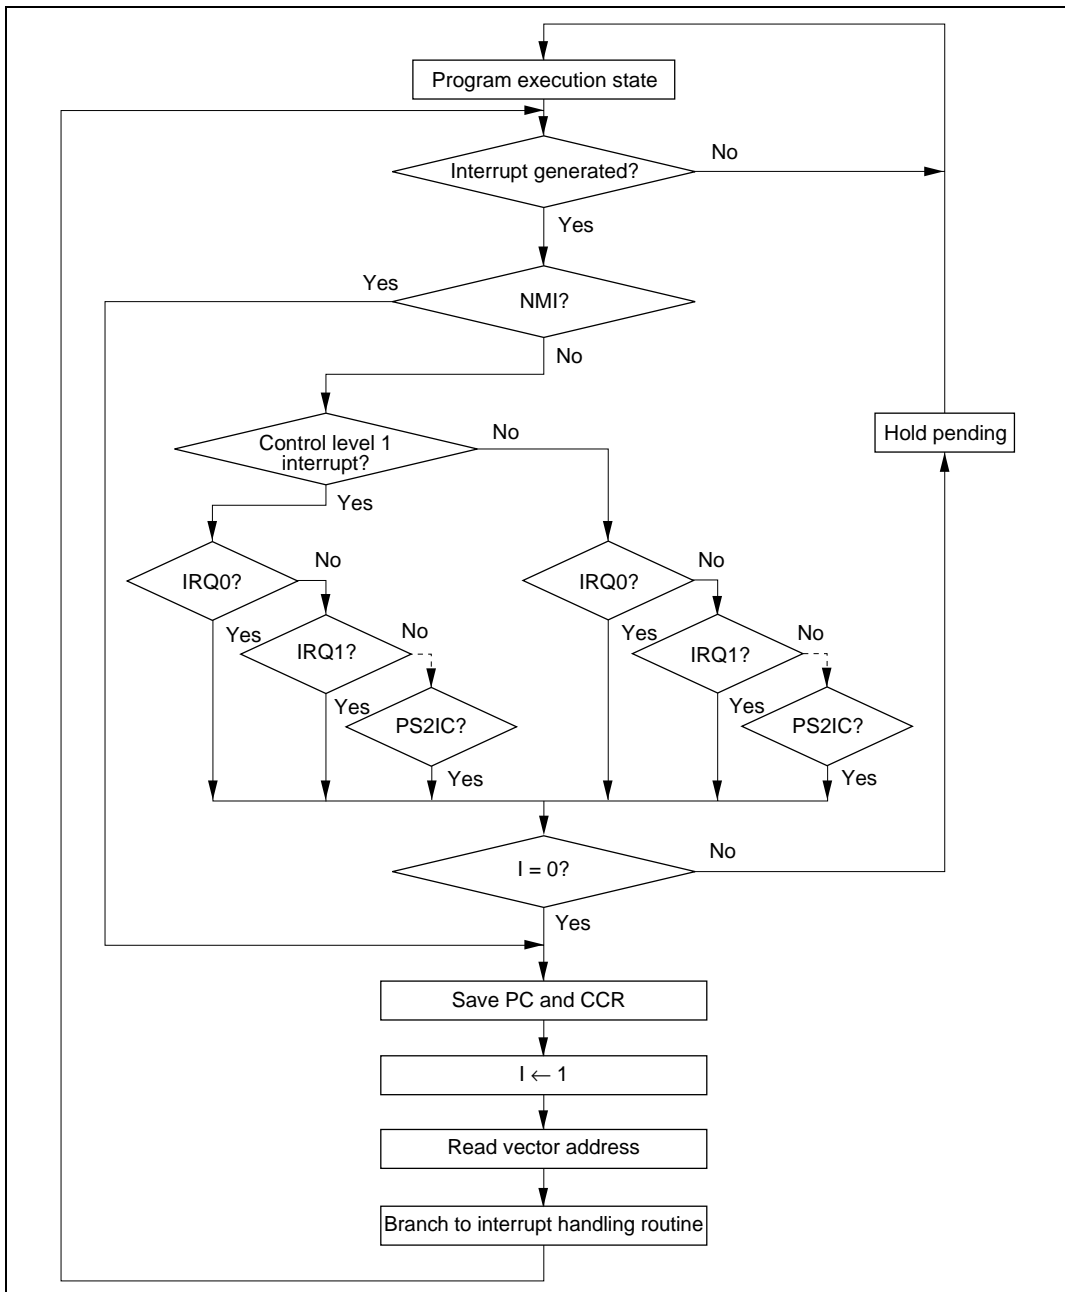 Program execution state
Interrupt generated?
No
Yes
Yes
NMI?
No
Control level 1
interrupt?
No
Hold pending
Yes
IRQ0?
No
IRQ0?
No
Yes
IRQ1?
No
Yes
IRQ1?
No
Yes
PS2IC?
Yes
PS2IC?
Yes
Yes
I = 0?
No
Yes
Save PC and CCR
I ← 1
Read vector address
Branch to interrupt handling routine